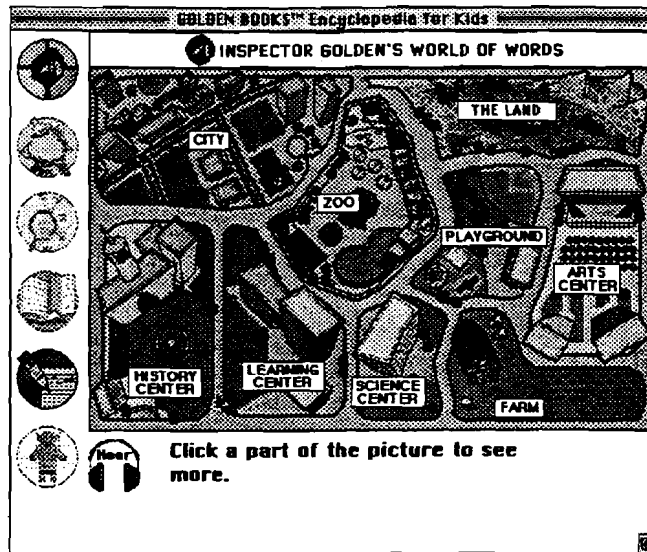 GOLDEN BOOKS™ Encyclopedia for Kids
INSPECTOR GOLDEN'S WORLD OF WORDS
THE LAND
CITY
ZOO
PLAYGROUND
ARTS
CENTER
HISTORY
CENTER
LEARNING
CENTER
SCIENCE
CENTER
FARM
Hear
Click a part of the picture to see
more.